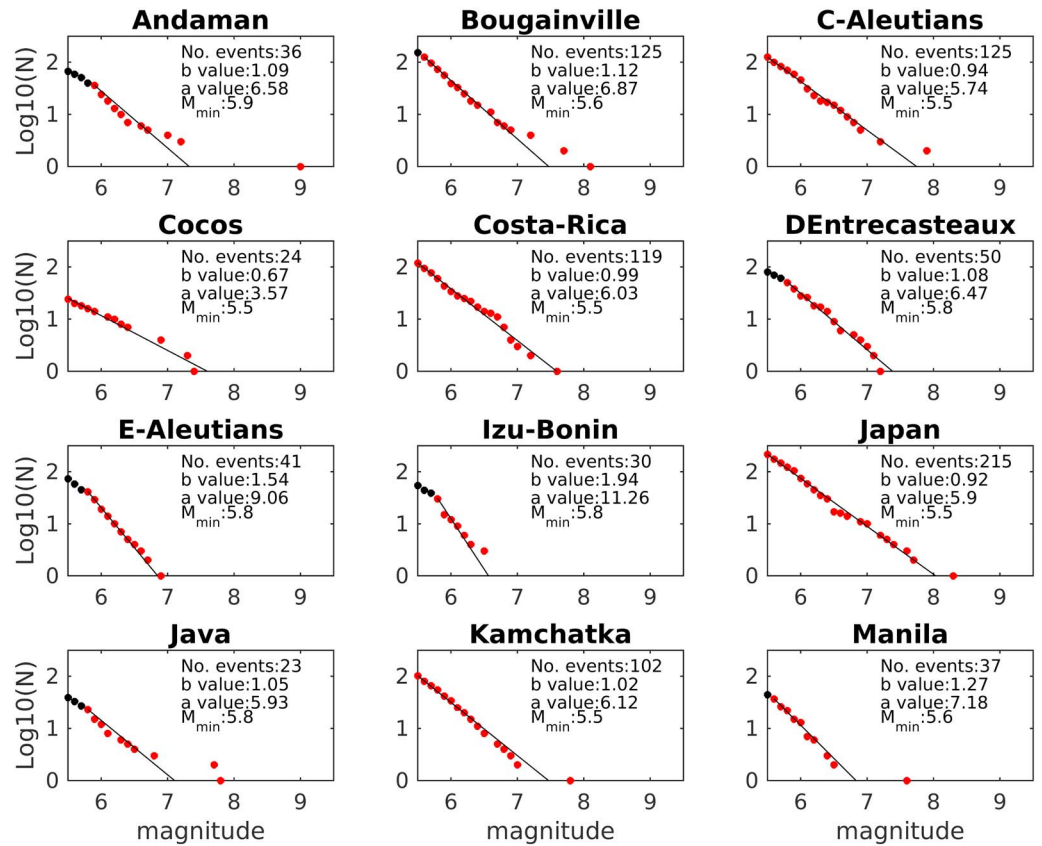 Andaman
No. events:36
b value:1.09
a value:6.58
Mmin:5.9
Log10(N)
2
1
0
6 7 8 9
Bougainville
No. events:125
b value:1.12
a value:6.87
Mmin:5.6
2
1
0
6 7 8 9
C-Aleutians
No. events:125
b value:0.94
a value:5.74
Mmin:5.5
2
1
0
6 7 8 9
Cocos
No. events:24
b value:0.67
a value:3.57
Mmin:5.5
Log10(N)
2
1
0
6 7 8 9
Costa-Rica
No. events:119
b value:0.99
a value:6.03
Mmin:5.5
2
1
0
6 7 8 9
DEntrecasteaux
No. events:50
b value:1.08
a value:6.47
Mmin:5.8
2
1
0
6 7 8 9
E-Aleutians
No. events:41
b value:1.54
a value:9.06
Mmin:5.8
Log10(N)
2
1
0
6 7 8 9
Izu-Bonin
No. events:30
b value:1.94
a value:11.26
Mmin:5.8
2
1
0
6 7 8 9
Japan
No. events:215
b value:0.92
a value:5.9
Mmin:5.5
2
1
0
6 7 8 9
Java
No. events:23
b value:1.05
a value:5.93
Mmin:5.8
Log10(N)
2
1
0
6 7 8 9
magnitude
Kamchatka
No. events:102
b value:1.02
a value:6.12
Mmin:5.5
2
1
0
6 7 8 9
magnitude
Manila
No. events:37
b value:1.27
a value:7.18
Mmin:5.6
2
1
0
6 7 8 9
magnitude